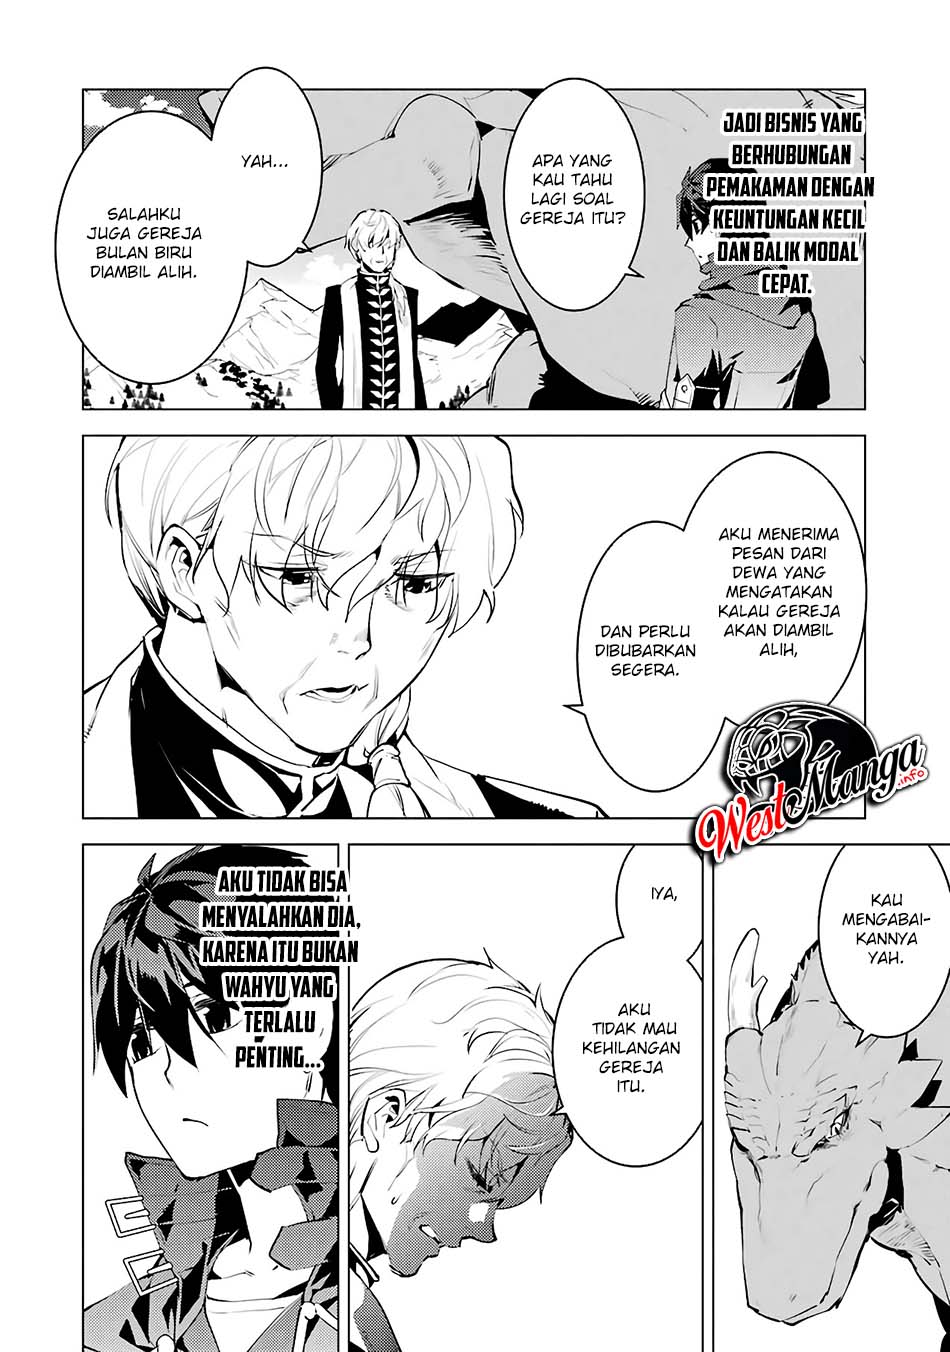 JADI BISNIS YANG
BERHUBUNGAN
PEMAKAMAN DENGAN
KEUNTUNGAN KECIL
DAN BALIK MODAL
CEPAT.
APA YANG
KAU TAHU
LAGI SOAL
GEREJA ITU?
YAH...
SALAHKU
JUGA GEREJA
BULAN BIRU
DIAMBIL ALIH.
AKU MENERIMA
PESAN DARI
DEWA YANG
MENGATAKAN
KALAU GEREJA
AKAN DIAMBIL
ALIH,
DAN PERLU
DIBUBARKAN
SEGERA.
WESTMANGA
.info
KAU
MENGABAI-
KANNYA
YAH.
IYA,
AKU
TIDAK MAU
KEHILANGAN
GEREJA
ITU.
AKU TIDAK BISA
MENYALAHKAN DIA,
KARENA ITU BUKAN
WAHYU YANG
TERLALU
PENTING...